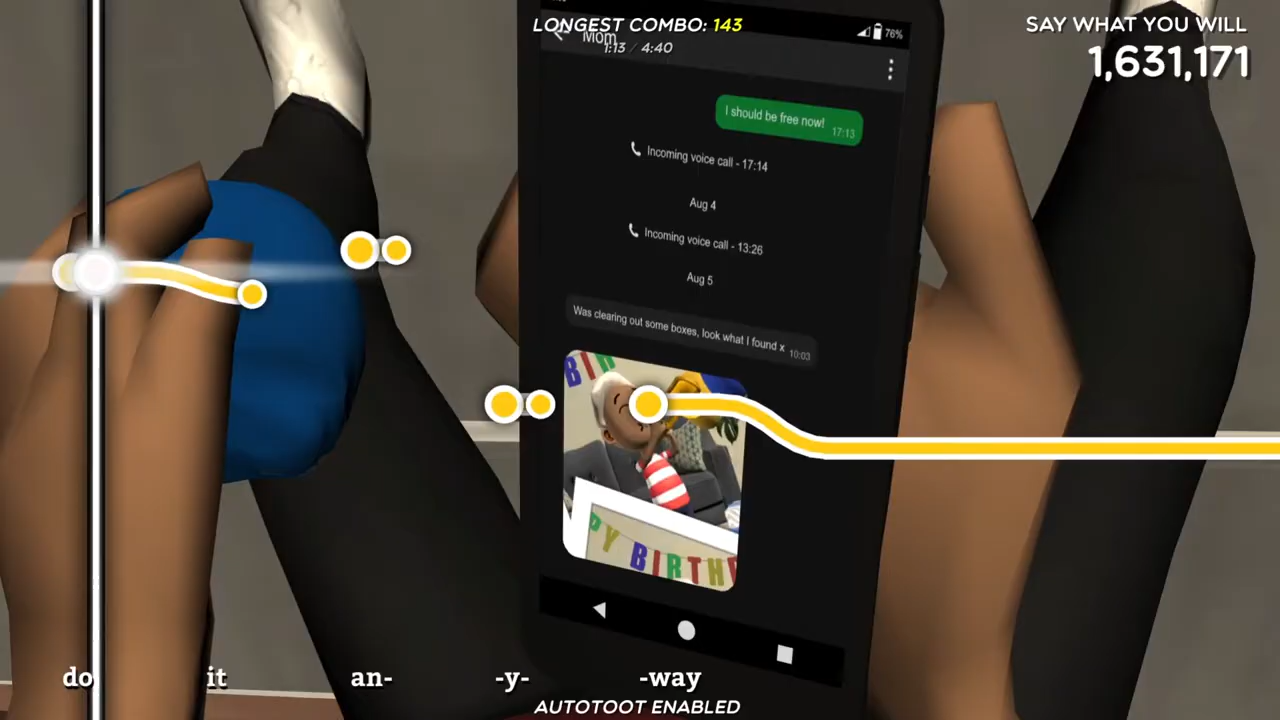 LONGEST COMBO: 143
1:13 / 4:40
SAY WHAT YOU WILL
1,631,171
76%
Mom
I should be free now!
17:13
Incoming voice call - 17:14
Aug 4
Incoming voice call - 13:26
Aug 5
Was clearing out some boxes, look what I found x
10:03
BIR
PY BIRTH
do it an- -y- -way
AUTOTOOT ENABLED